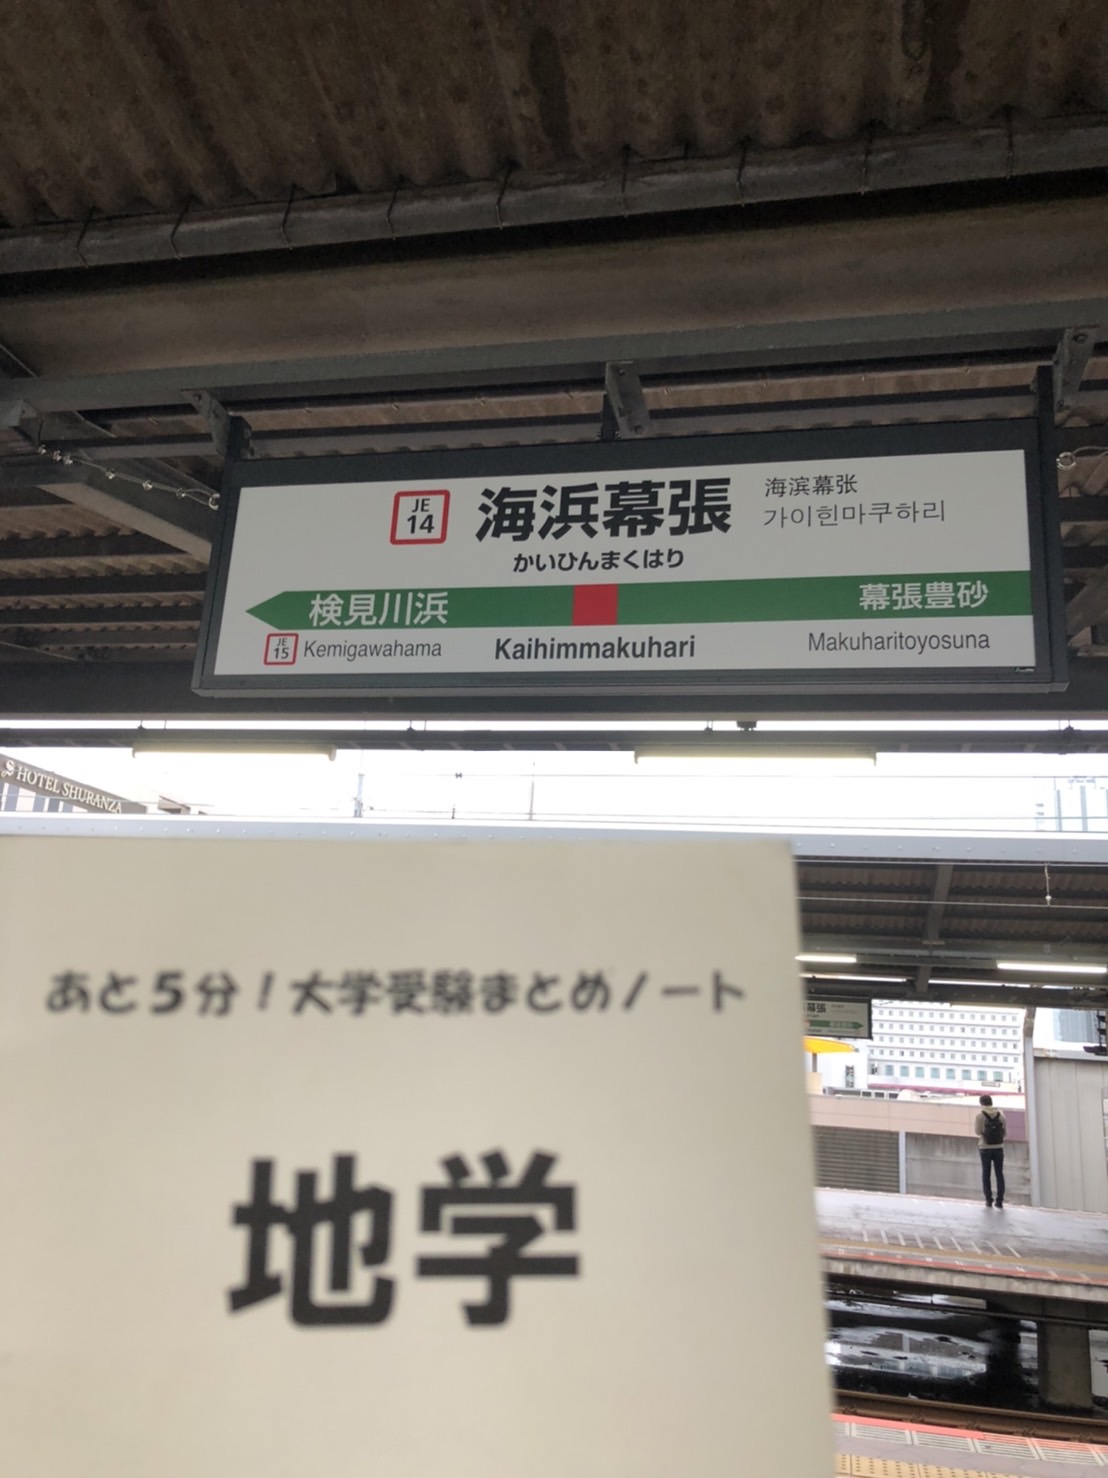 JE
14
海浜幕張
海滨幕张
가이힌마쿠하리
かいひんまくはり
検見川浜
幕張豊砂
JE
15
Kemigawahama
Kaihimmakuhari
Makuharitoyosuna
HOTEL SHURANZA
あと5分!大学受験まとめノート
地学